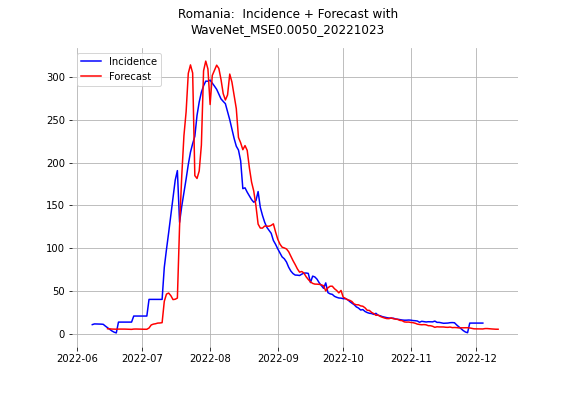 Romania:  Incidence + Forecast with
WaveNet_MSE0.0050_20221023
Incidence
Forecast
300
250
200
150
100
50
0
2022-06 2022-07 2022-08 2022-09 2022-10 2022-11 2022-12